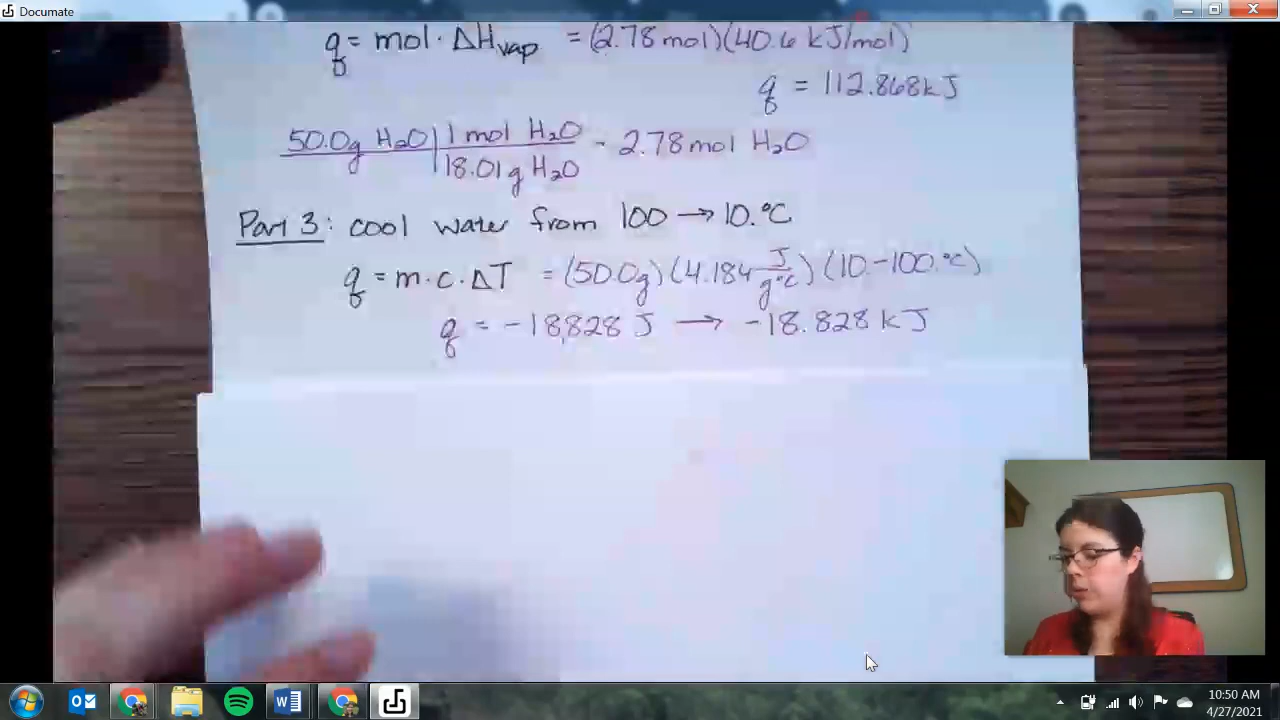 Documate
q = mol · ΔHvap = (2.78 mol)(40.6 kJ/mol)
q = 112.868 kJ
50.0g H₂O | 1 mol H₂O
18.01 g H₂O
- 2.78 mol H₂O
Part 3: cool water from 100 → 10.°C
q = m·c·ΔT = (50.0g)(4.184 J/g°C)(10.-100.°C)
q = -18,828 J → -18.828 kJ
10:50 AM
4/27/2021